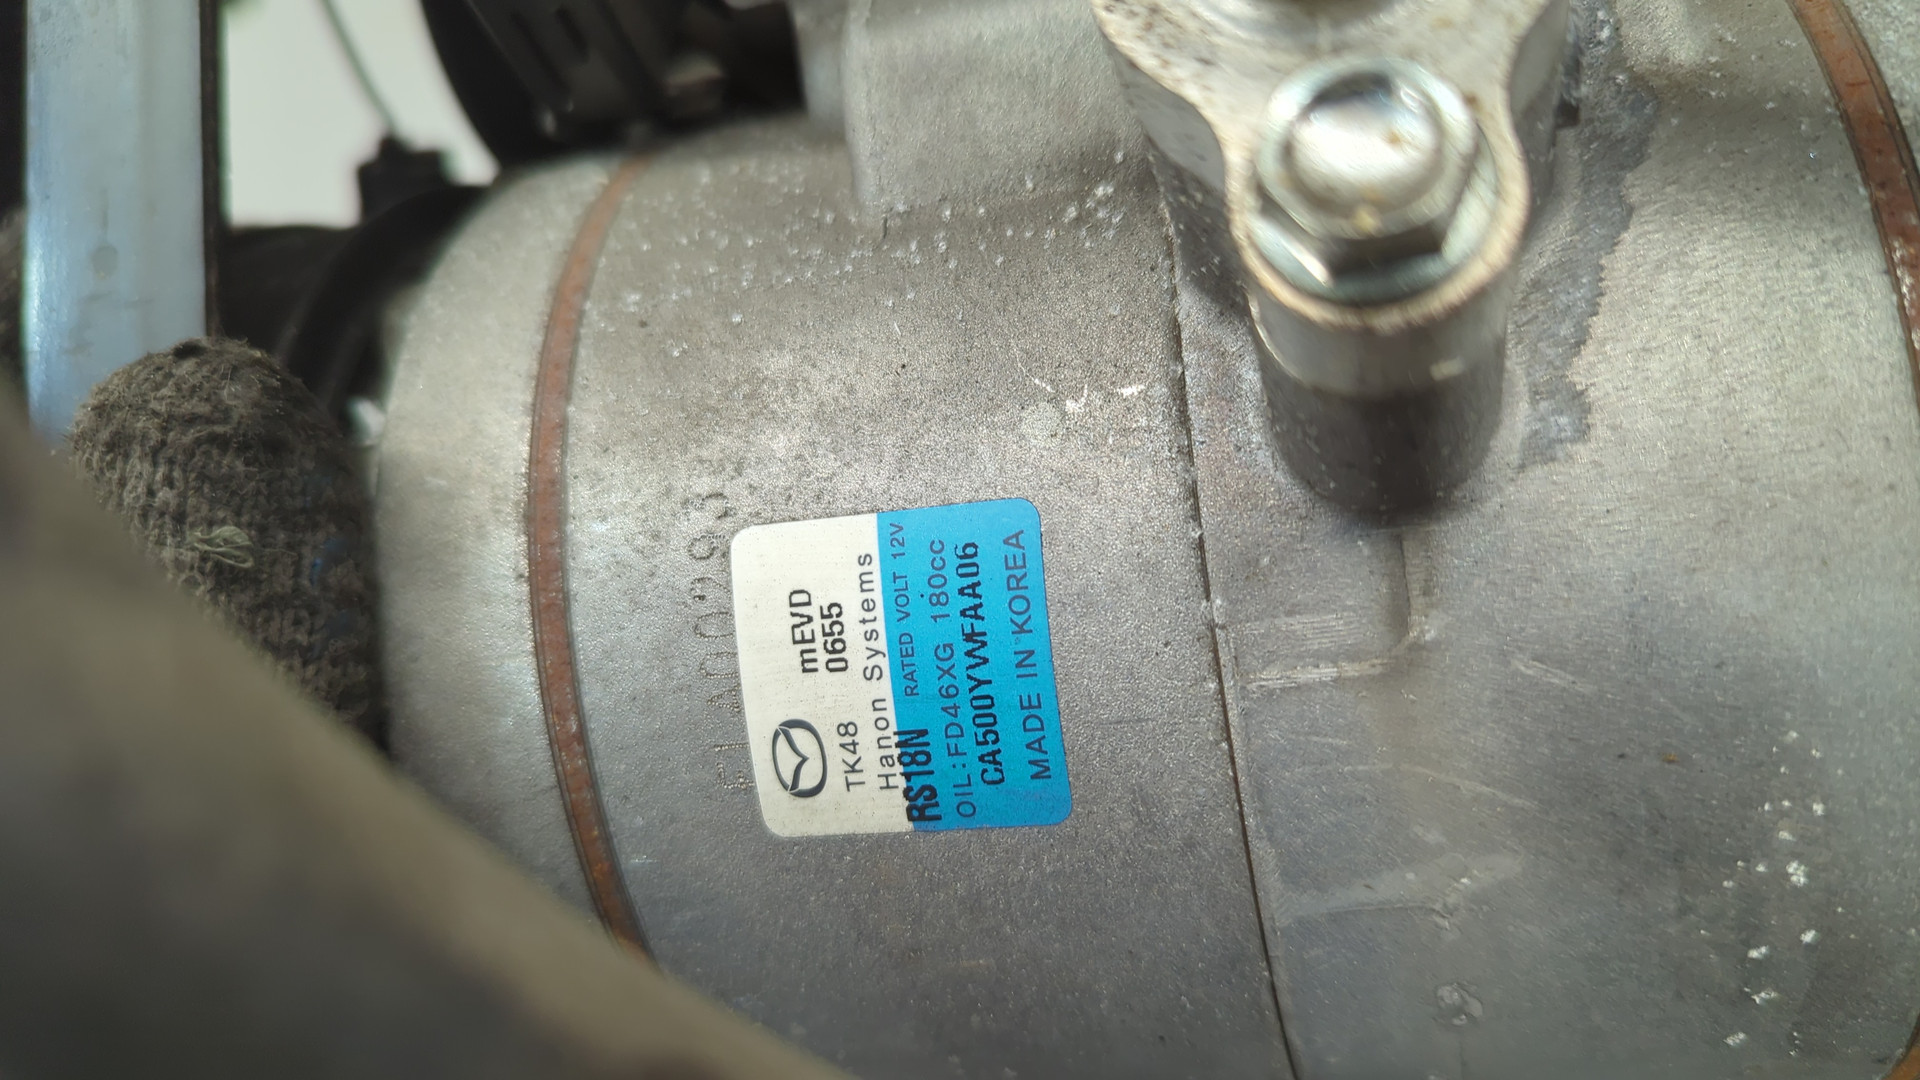 mEVD
0655
TK48
Hanon Systems
RS18N
RATED VOLT 12V
OIL:FD46XG 180cc
CA500YWFAA06
MADE IN KOREA